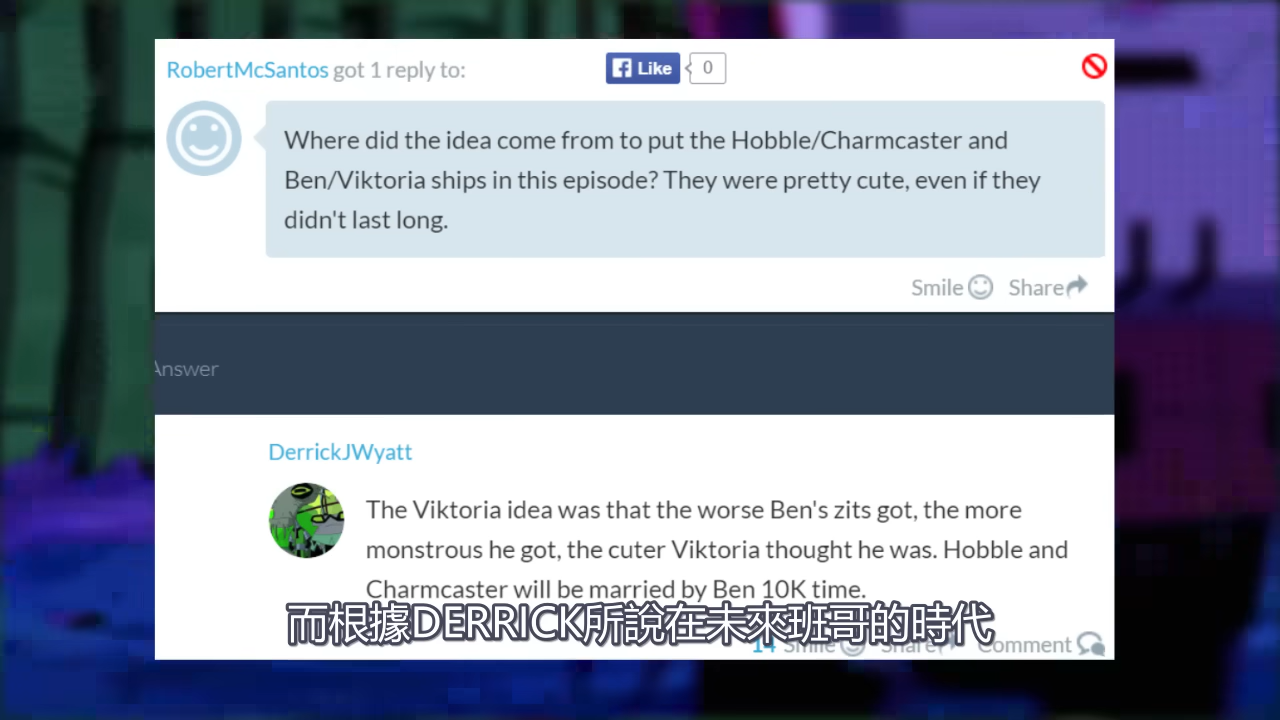 RobertMcSantos got 1 reply to:
Like 0
Where did the idea come from to put the Hobble/Charmcaster and
Ben/Viktoria ships in this episode? They were pretty cute, even if they
didn't last long.
Smile Share
Answer
DerrickJWyatt
The Viktoria idea was that the worse Ben's zits got, the more
monstrous he got, the cuter Viktoria thought he was. Hobble and
Charmcaster will be married by Ben 10K time.
而根據DERRICK所說在未來班哥的時代
14 Smile Share Comment